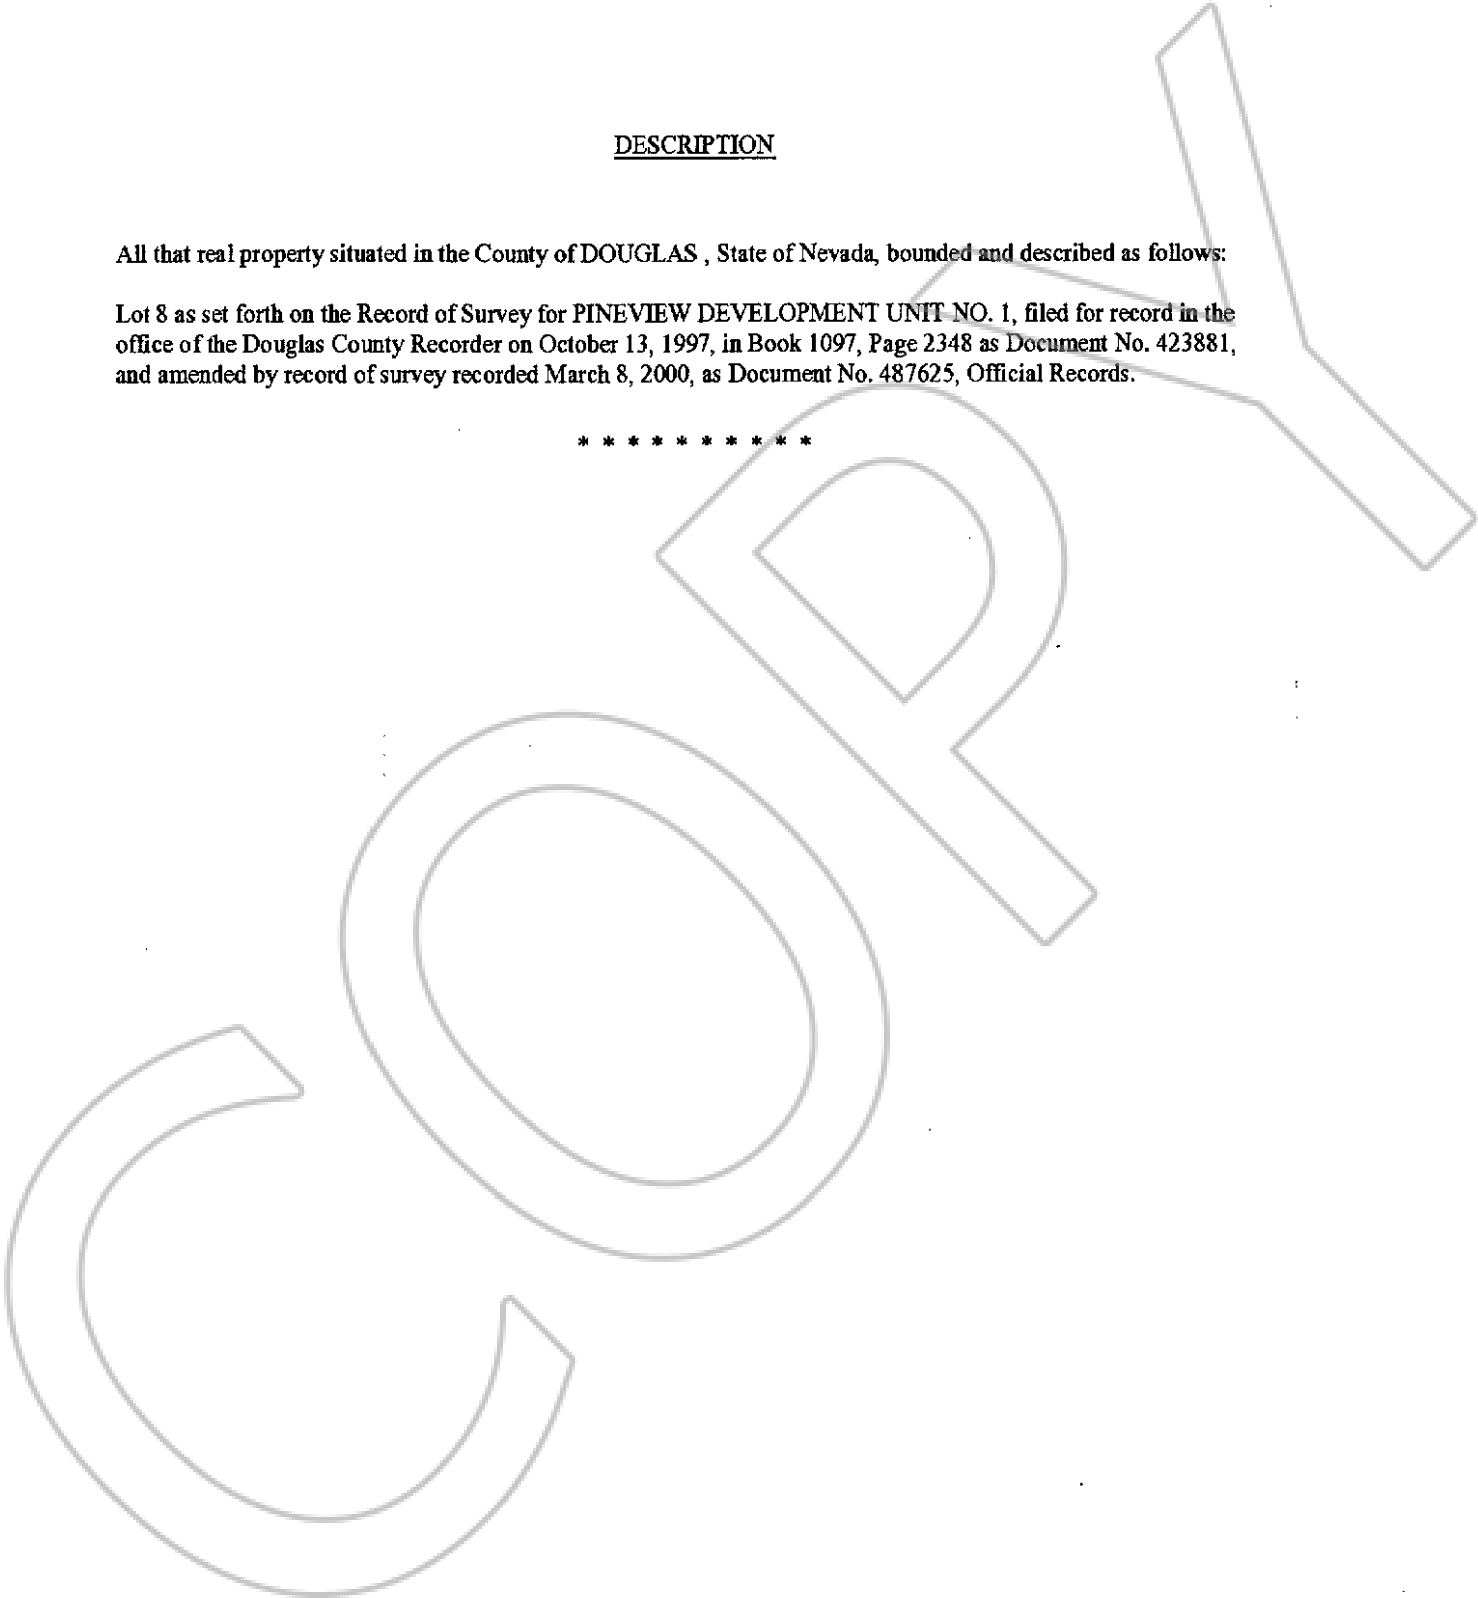 DESCRIPTION
All that real property situated in the County of DOUGLAS , State of Nevada, bounded and described as follows:
Lot 8 as set forth on the Record of Survey for PINEVIEW DEVELOPMENT UNIT NO. 1, filed for record in the
office of the Douglas County Recorder on October 13, 1997, in Book 1097, Page 2348 as Document No. 423881,
and amended by record of survey recorded March 8, 2000, as Document No. 487625, Official Records.
* * * * * * * * * *
COPY